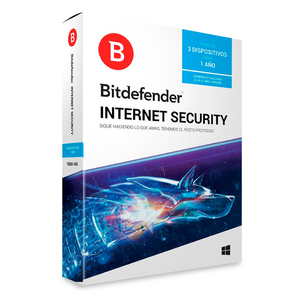 B
3 DISPOSITIVOS
1 AÑO
Bitdefender
INTERNET SECURITY
SIGUE HACIENDO LO QUE AMAS, TENEMOS EL RESTO PROTEGIDO